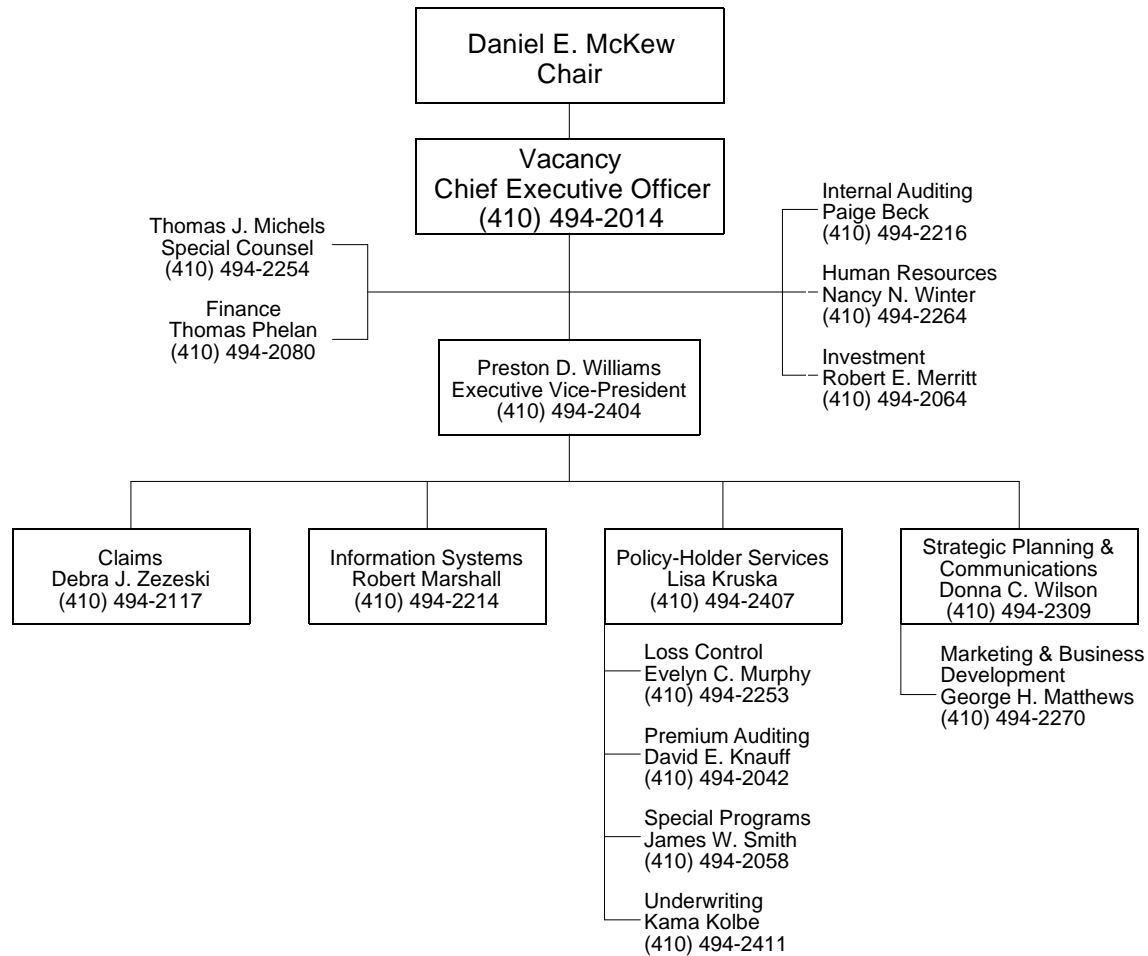 Daniel E. McKew
Chair
Vacancy
Chief Executive Officer
(410) 494-2014
Thomas J. Michels
Special Counsel
(410) 494-2254
Finance
Thomas Phelan
(410) 494-2080
Internal Auditing
Paige Beck
(410) 494-2216
Human Resources
Nancy N. Winter
(410) 494-2264
Investment
Robert E. Merritt
(410) 494-2064
Preston D. Williams
Executive Vice-President
(410) 494-2404
Claims
Debra J. Zezeski
(410) 494-2117
Information Systems
Robert Marshall
(410) 494-2214
Policy-Holder Services
Lisa Kruska
(410) 494-2407
Loss Control
Evelyn C. Murphy
(410) 494-2253
Premium Auditing
David E. Knauff
(410) 494-2042
Special Programs
James W. Smith
(410) 494-2058
Underwriting
Kama Kolbe
(410) 494-2411
Strategic Planning &
Communications
Donna C. Wilson
(410) 494-2309
Marketing & Business
Development
George H. Matthews
(410) 494-2270